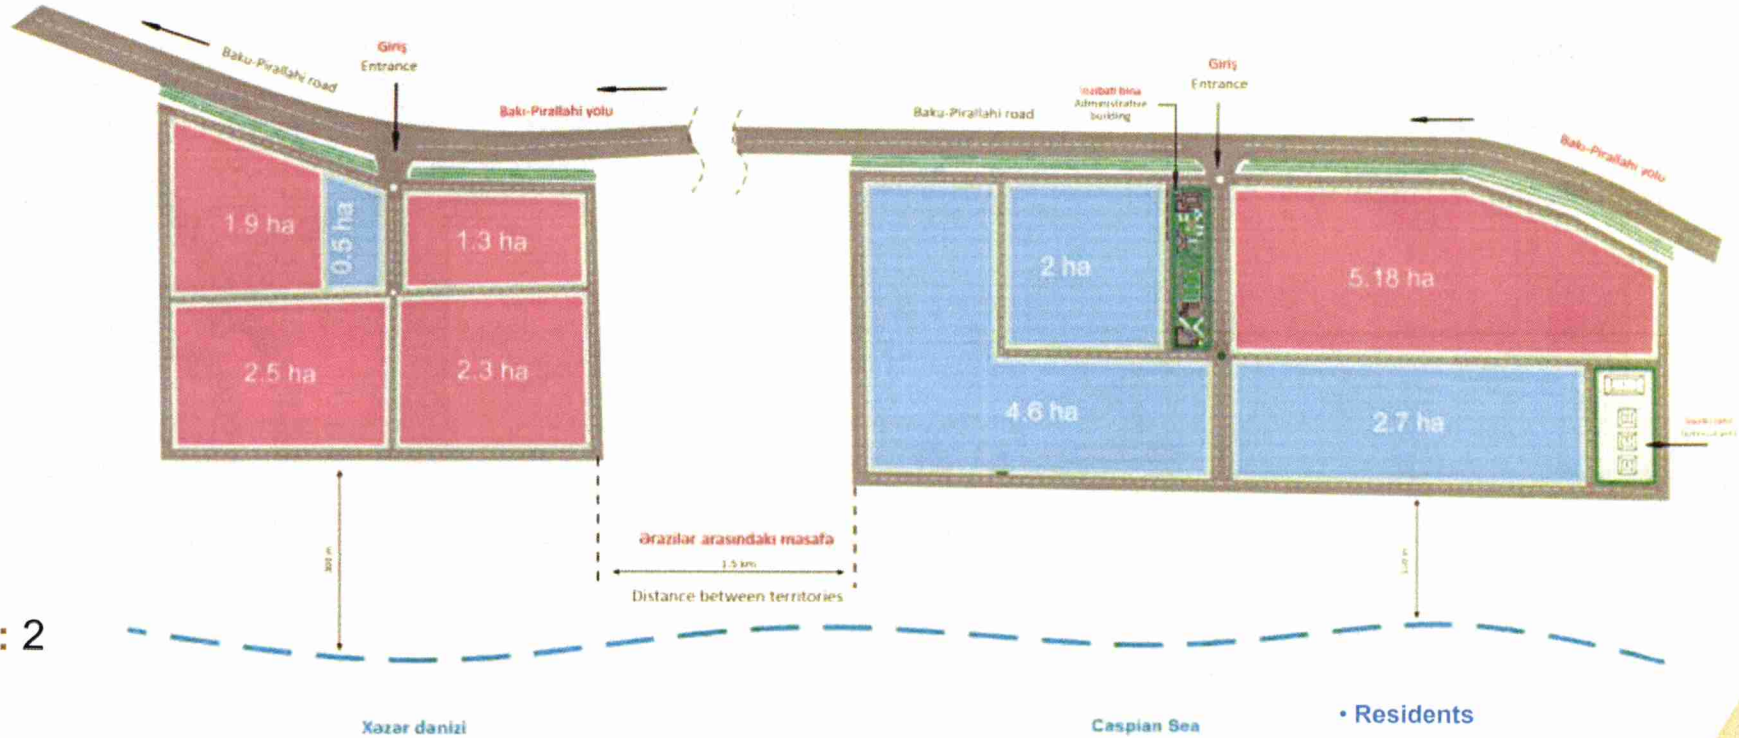 Baku-Pirallahi road
Giriş
Entrance
Bakı-Pirallahi yolu
Baku-Pirallahi road
Administrative
building
Giriş
Entrance
Bakı-Pirallahi yolu
1.9 ha
0.5 ha
1.3 ha
2.5 ha
2.3 ha
2 ha
5.18 ha
4.6 ha
2.7 ha
Ərazilər arasındakı məsafə
1.5 km
Distance between territories
: 2
Xəzər dənizi
Caspian Sea
• Residents